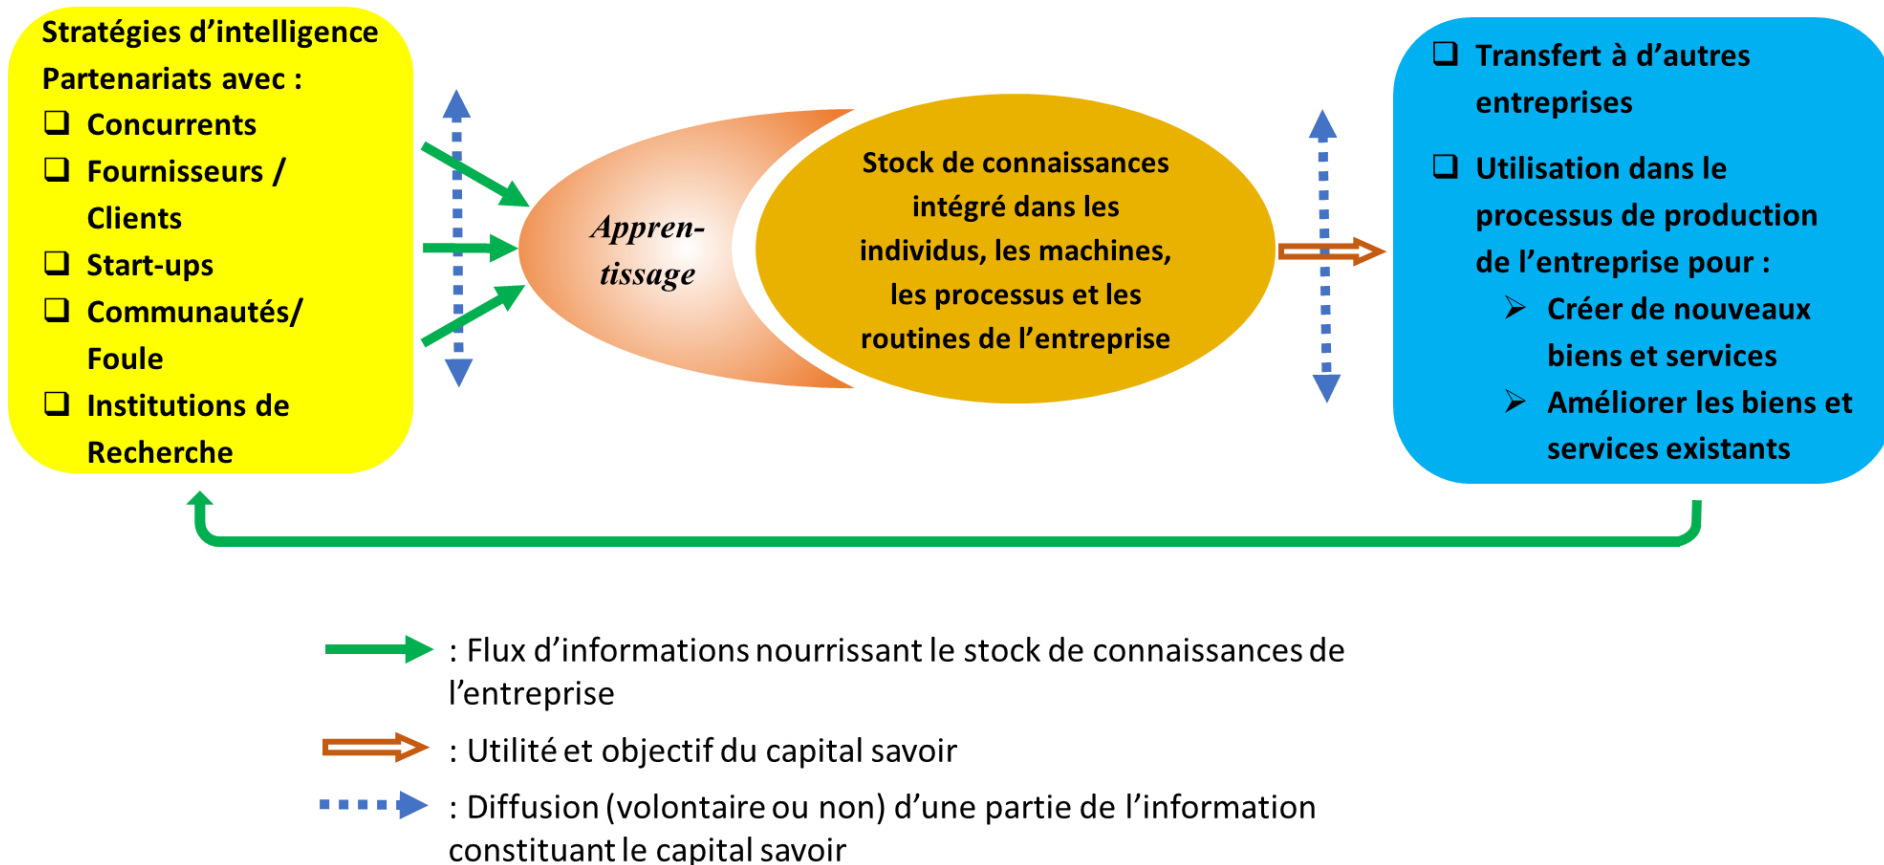 Stratégies d’intelligence
Partenariats avec :
❑ Concurrents
❑ Fournisseurs /
Clients
❑ Start-ups
❑ Communautés/
Foule
❑ Institutions de
Recherche
Appren-
tissage
Stock de connaissances
intégré dans les
individus, les machines,
les processus et les
routines de l’entreprise
❑ Transfert à d’autres
entreprises
❑ Utilisation dans le
processus de production
de l’entreprise pour :
➢ Créer de nouveaux
biens et services
➢ Améliorer les biens et
services existants
: Flux d’informations nourrissant le stock de connaissances de
l’entreprise
: Utilité et objectif du capital savoir
: Diffusion (volontaire ou non) d’une partie de l’information
constituant le capital savoir